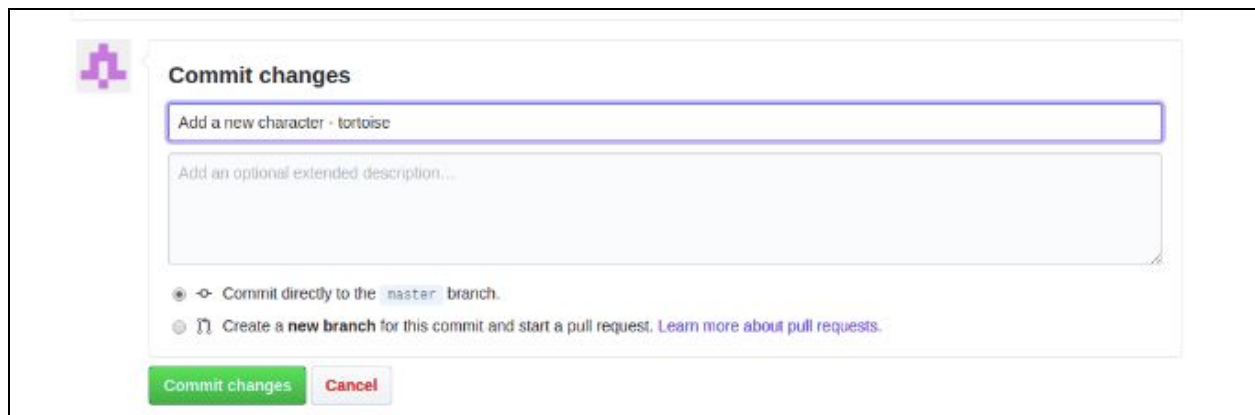 Commit changes
Add a new character - tortoise
Add an optional extended description...
Commit directly to the master branch.
Create a new branch for this commit and start a pull request. Learn more about pull requests.
Commit changes Cancel